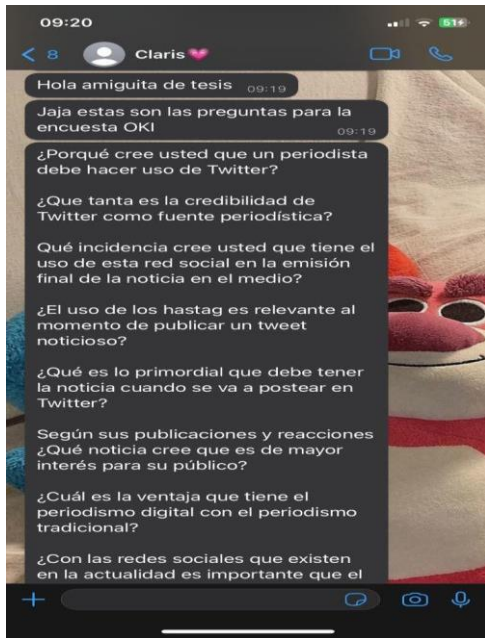 09:20
51
8
Claris
Hola amiguita de tesis 09:19
Jaja estas son las preguntas para la
encuesta OKI
09:19
¿Porqué cree usted que un periodista
debe hacer uso de Twitter?
¿Que tanta es la credibilidad de
Twitter como fuente periodística?
Qué incidencia cree usted que tiene el
uso de esta red social en la emisión
final de la noticia en el medio?
¿El uso de los hastag es relevante al
momento de publicar un tweet
noticioso?
¿Qué es lo primordial que debe tener
la noticia cuando se va a postear en
Twitter?
Según sus publicaciones y reacciones
¿Qué noticia cree que es de mayor
interés para su público?
¿Cuál es la ventaja que tiene el
periodismo digital con el periodismo
tradicional?
¿Con las redes sociales que existen
en la actualidad es importante que el